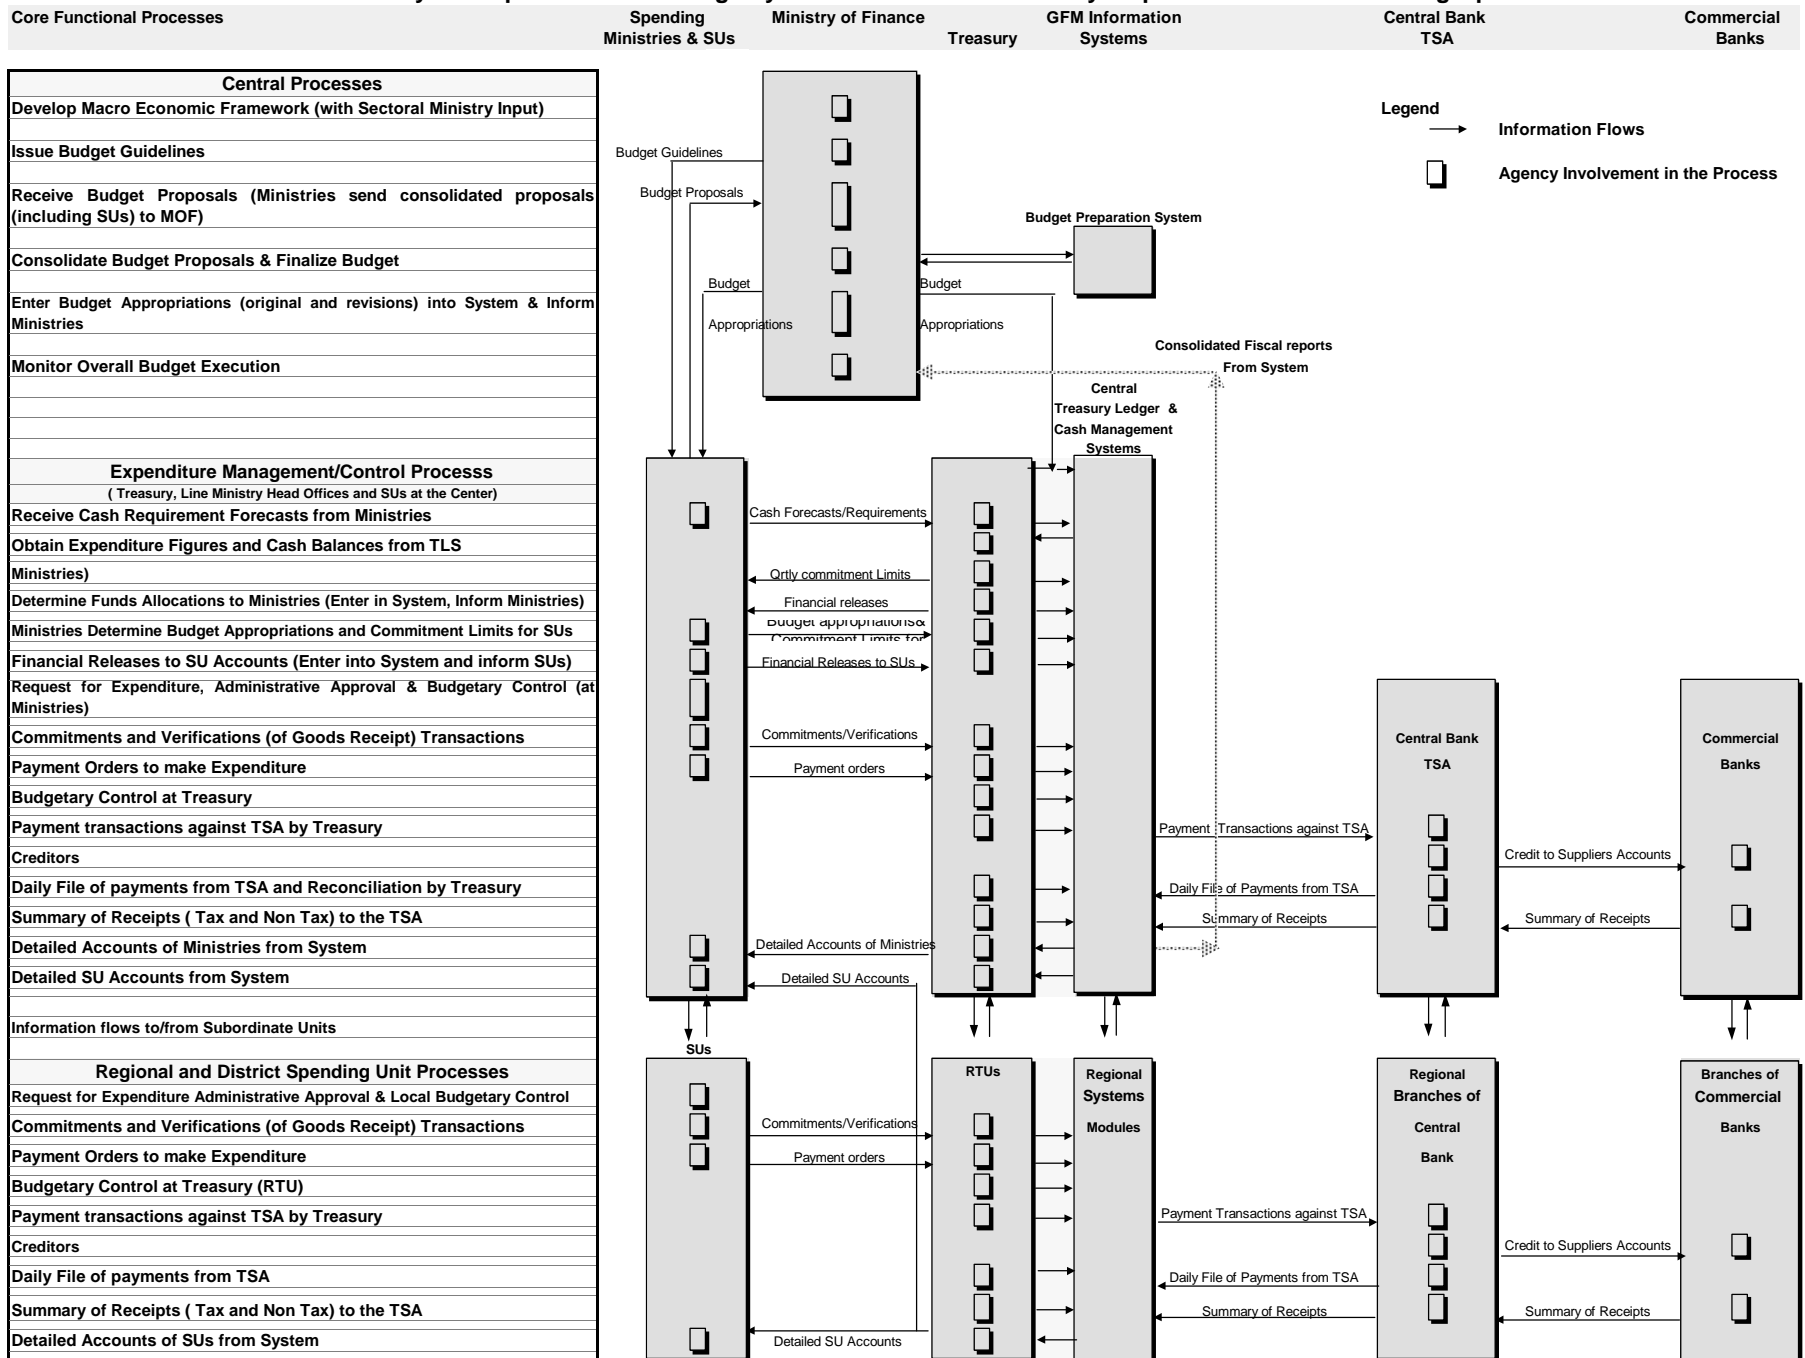 Core Functional Processes
Spending
Ministries & SUs
Ministry of Finance
Treasury
GFM Information
Systems
Central Bank
TSA
Commercial
Banks
Central Processes
Develop Macro Economic Framework (with Sectoral Ministry Input)
Issue Budget Guidelines
Receive Budget Proposals (Ministries send consolidated proposals
(including SUs) to MOF)
Consolidate Budget Proposals & Finalize Budget
Enter Budget Appropriations (original and revisions) into System & Inform
Ministries
Monitor Overall Budget Execution
Budget Guidelines
Budget Proposals
Budget
Appropriations
Budget
Appropriations
Budget Preparation System
Legend
Information Flows
Agency Involvement in the Process
Consolidated Fiscal reports
From System
Central
Treasury Ledger &
Cash Management
Systems
Expenditure Management/Control Processs
( Treasury, Line Ministry Head Offices and SUs at the Center)
Receive Cash Requirement Forecasts from Ministries
Obtain Expenditure Figures and Cash Balances from TLS
Ministries)
Determine Funds Allocations to Ministries (Enter in System, Inform Ministries)
Ministries Determine Budget Appropriations and Commitment Limits for SUs
Financial Releases to SU Accounts (Enter into System and inform SUs)
Request for Expenditure, Administrative Approval & Budgetary Control (at
Ministries)
Commitments and Verifications (of Goods Receipt) Transactions
Payment Orders to make Expenditure
Budgetary Control at Treasury
Payment transactions against TSA by Treasury
Creditors
Daily File of payments from TSA and Reconciliation by Treasury
Summary of Receipts ( Tax and Non Tax) to the TSA
Detailed Accounts of Ministries from System
Detailed SU Accounts from System
Information flows to/from Subordinate Units
Cash Forecasts/Requirements
Qrtly commitment Limits
Financial releases
Budget appropriations&
Commitment Limits for
Financial Releases to SUs
Commitments/Verifications
Payment orders
Detailed Accounts of Ministries
Detailed SU Accounts
Central Bank
TSA
Commercial
Banks
Payment Transactions against TSA
Credit to Suppliers Accounts
Daily File of Payments from TSA
Summary of Receipts
Summary of Receipts
SUs
Regional and District Spending Unit Processes
Request for Expenditure Administrative Approval & Local Budgetary Control
Commitments and Verifications (of Goods Receipt) Transactions
Payment Orders to make Expenditure
Budgetary Control at Treasury (RTU)
Payment transactions against TSA by Treasury
Creditors
Daily File of payments from TSA
Summary of Receipts ( Tax and Non Tax) to the TSA
Detailed Accounts of SUs from System
Commitments/Verifications
Payment orders
Detailed SU Accounts
RTUs
Regional
Systems
Modules
Regional
Branches of
Central
Bank
Branches of
Commercial
Banks
Payment Transactions against TSA
Credit to Suppliers Accounts
Daily File of Payments from TSA
Summary of Receipts
Summary of Receipts